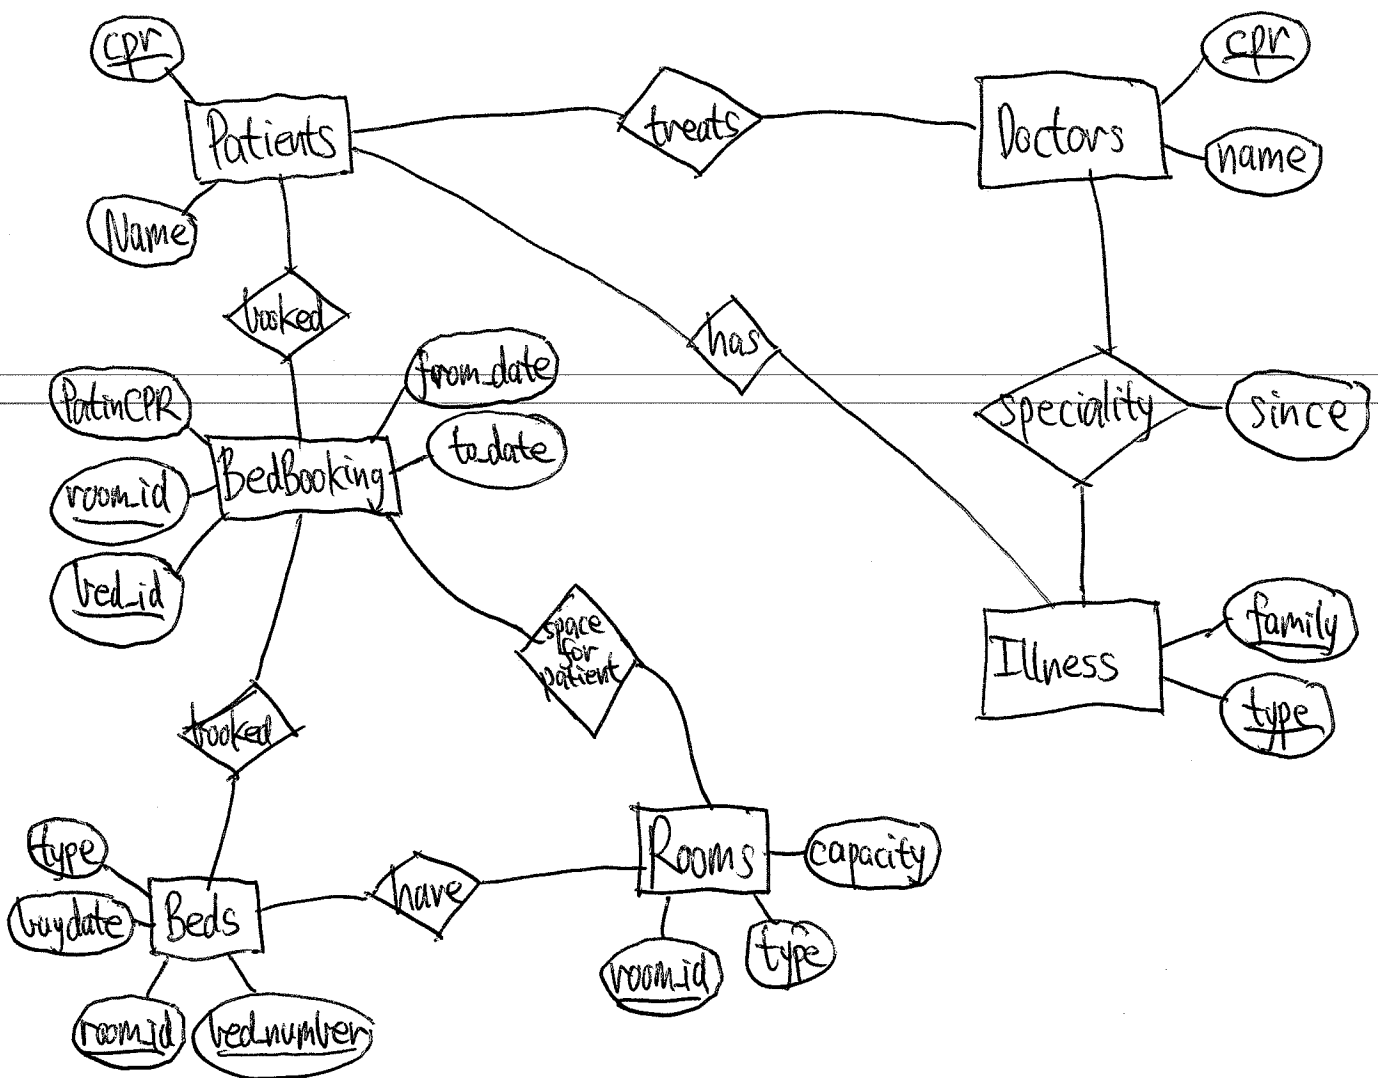 cpr
cpr
Patients
treats
Doctors
name
Name
booked
has
from_date
PatinCPR
speciality
since
to_date
BedBooking
room_id
bed_id
space
for
patient
family
Illness
type
booked
type
Rooms
capacity
have
buydate
Beds
type
room_id
room_id
bed_number